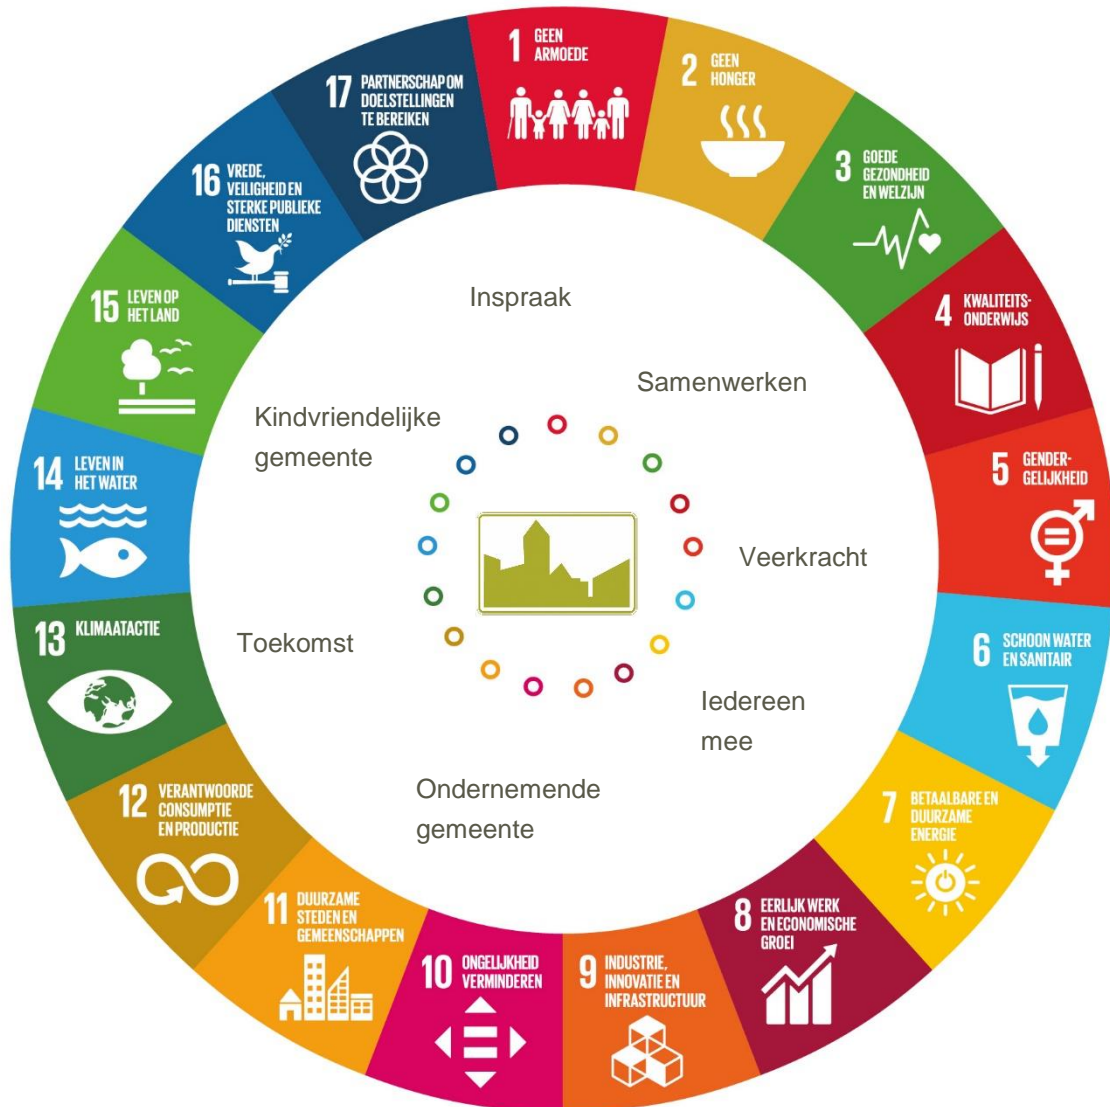 1 GEEN
ARMOEDE
2 GEEN
HONGER
3 GOEDE
GEZONDHEID
EN WELZIJN
4 KWALITEITS-
ONDERWIJS
5 GENDER-
GELIJKHEID
6 SCHOON WATER
EN SANITAIR
7 BETAALBARE EN
DUURZAME
ENERGIE
8 EERLIJK WERK
EN ECONOMISCHE
GROEI
9 INDUSTRIE,
INNOVATIE EN
INFRASTRUCTUUR
10 ONGELIJKHEID
VERMINDEREN
11 DUURZAME
STEDEN EN
GEMEENSCHAPPEN
12 VERANTWOORDE
CONSUMPTIE
EN PRODUCTIE
13 KLIMAATACTIE
14 LEVEN IN
HET WATER
15 LEVEN OP
HET LAND
16 VREDE,
VEILIGHEID EN
STERKE PUBLIEKE
DIENSTEN
17 PARTNERSCHAP OM
DOELSTELLINGEN
TE BEREIKEN
Inspraak
Samenwerken
Veerkracht
Iedereen
mee
Ondernemende
gemeente
Toekomst
Kindvriendelijke
gemeente